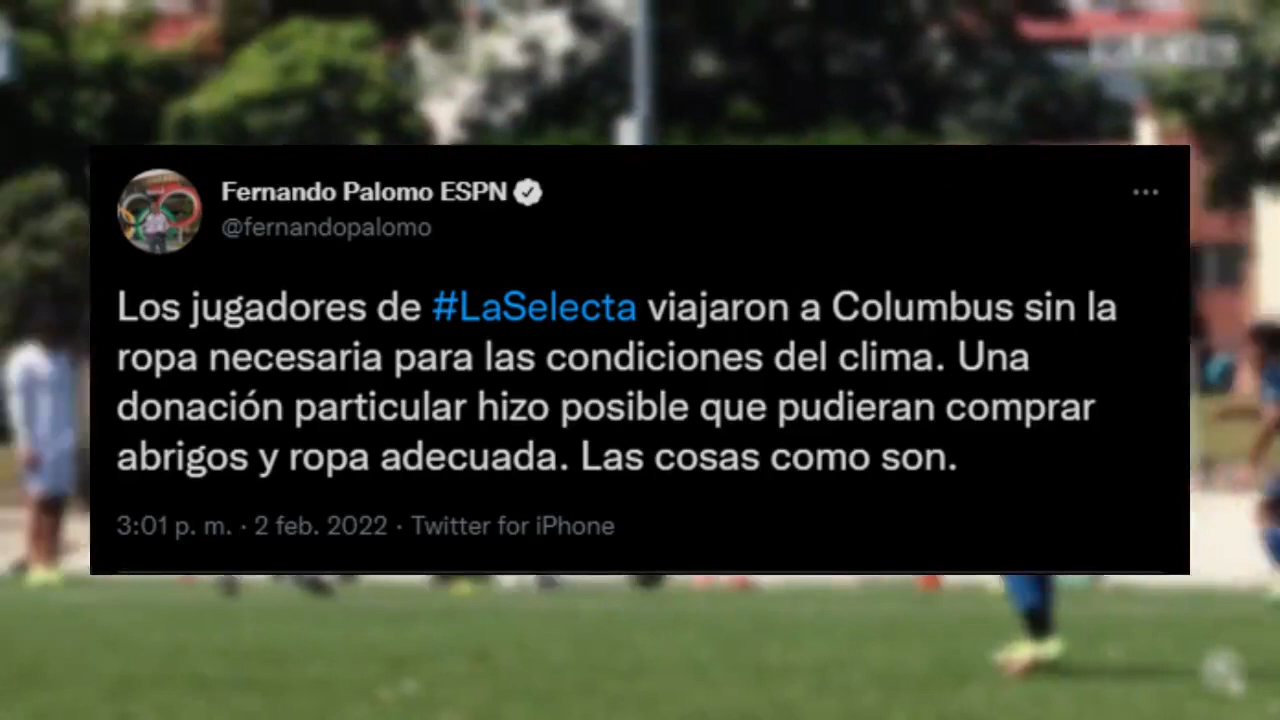 Fernando Palomo ESPN
@fernandopalomo
Los jugadores de #LaSelecta viajaron a Columbus sin la
ropa necesaria para las condiciones del clima. Una
donación particular hizo posible que pudieran comprar
abrigos y ropa adecuada. Las cosas como son.
3:01 p. m. · 2 feb. 2022 · Twitter for iPhone